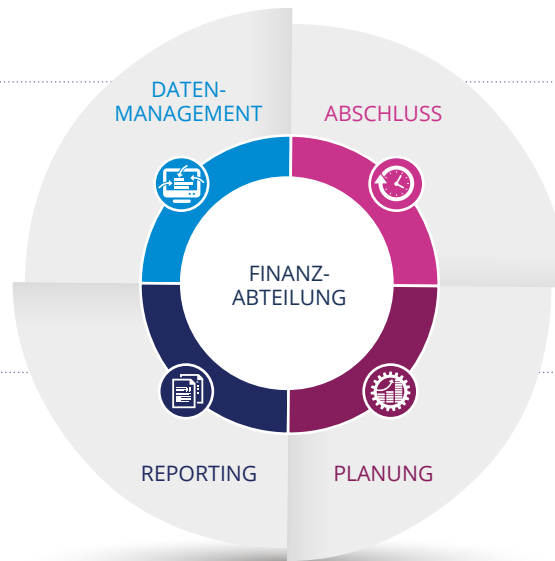 DATEN-
MANAGEMENT
ABSCHLUSS
FINANZ-
ABTEILUNG
REPORTING
PLANUNG